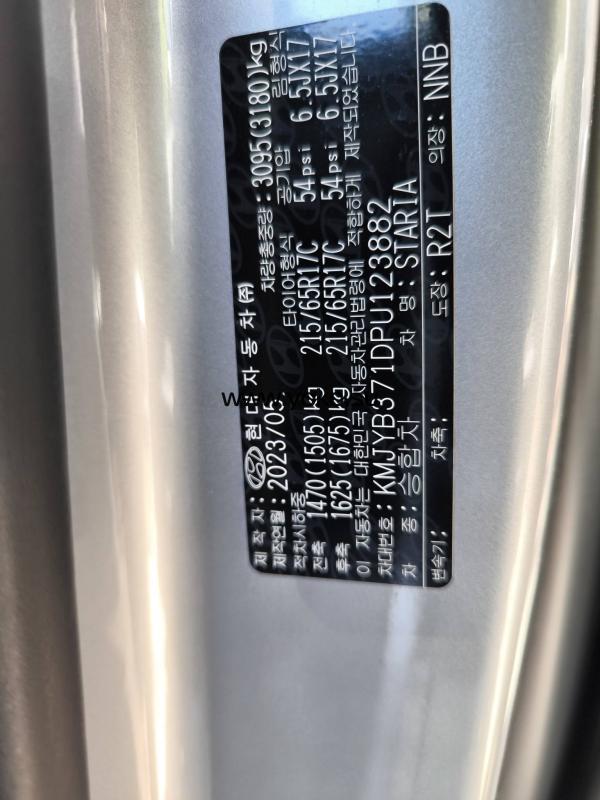 제 작 자: 현 대 자 동 차 ㈜
제작연월: 2023/05 차량총중량: 3095(3180)kg
적차시하중 타이어형식 공기압 림형식
전축 1470(1505)kg 215/65R17C 54psi 6.5JX17
후축 1625(1675)kg 215/65R17C 54psi 6.5JX17
이 자동차는 대한민국 자동차관리법령에 적합하게 제작되었습니다.
차대번호: KMJYB371DPU123882
차 종: 승합차 차 명: STARIA
변속기: 차축: 도장: R2T 의장: NNB